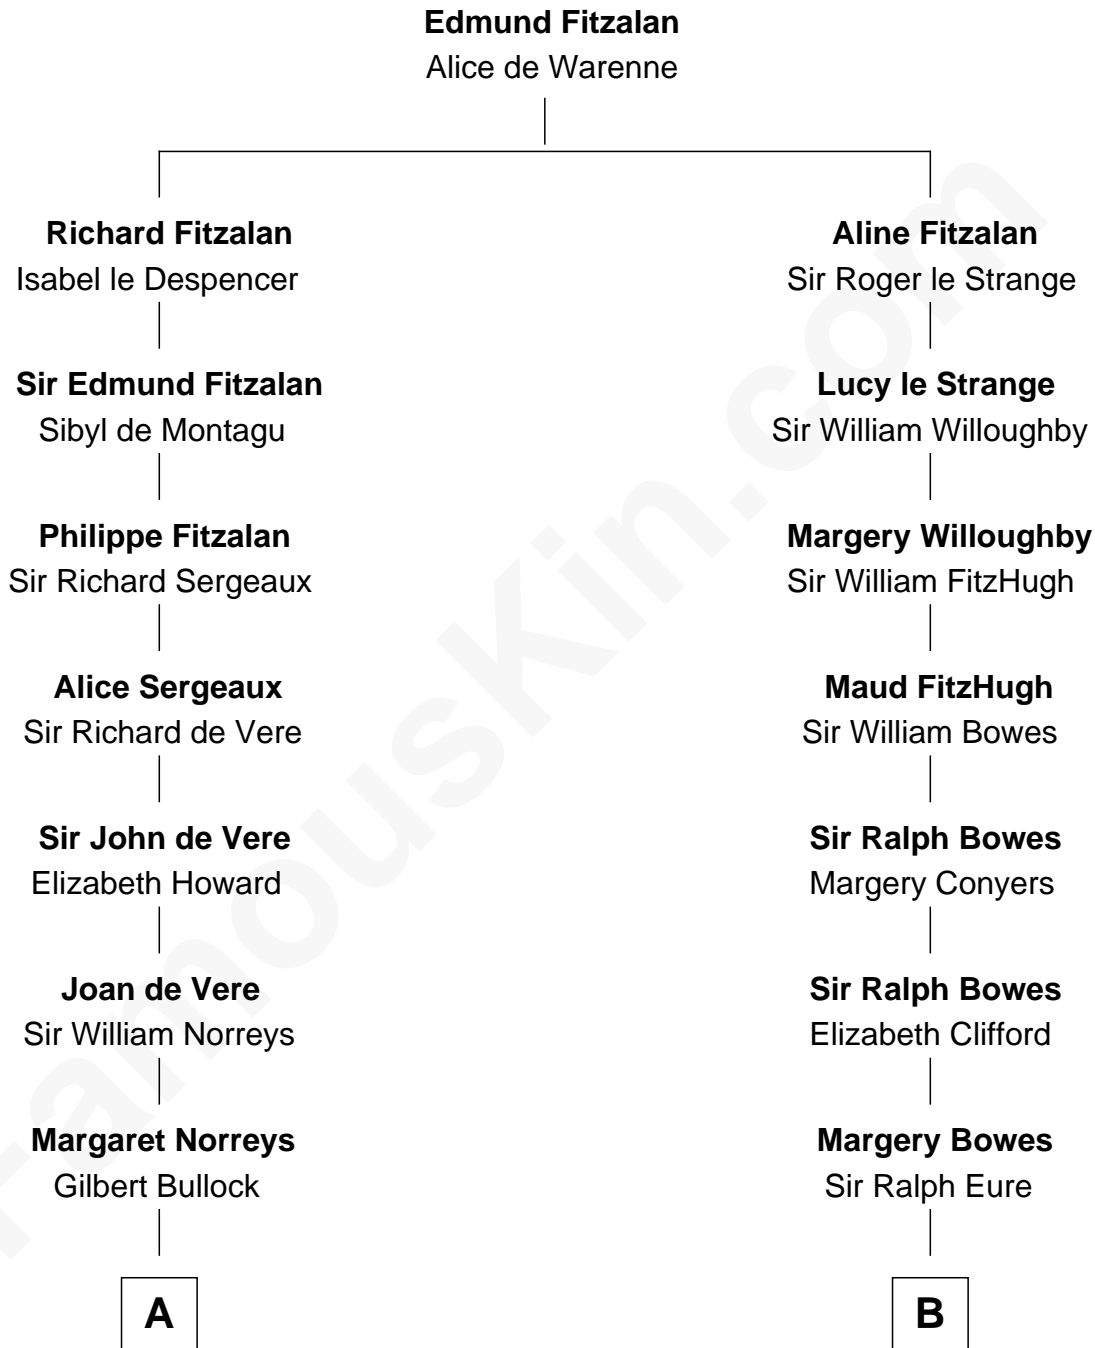 Edmund Fitzalan
Alice de Warenne
Richard Fitzalan
Isabel le Despencer
Aline Fitzalan
Sir Roger le Strange
Sir Edmund Fitzalan
Sibyl de Montagu
Lucy le Strange
Sir William Willoughby
Philippe Fitzalan
Sir Richard Sergeaux
Margery Willoughby
Sir William FitzHugh
Alice Sergeaux
Sir Richard de Vere
Maud FitzHugh
Sir William Bowes
Sir John de Vere
Elizabeth Howard
Sir Ralph Bowes
Margery Conyers
Joan de Vere
Sir William Norreys
Sir Ralph Bowes
Elizabeth Clifford
Margaret Norreys
Gilbert Bullock
Margery Bowes
Sir Ralph Eure
A
B
FamousKin.com